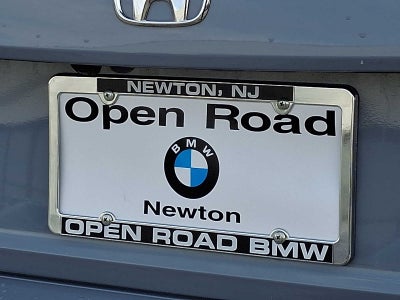 NEWTON, NJ
Open Road
BMW
Newton
OPEN ROAD BMW